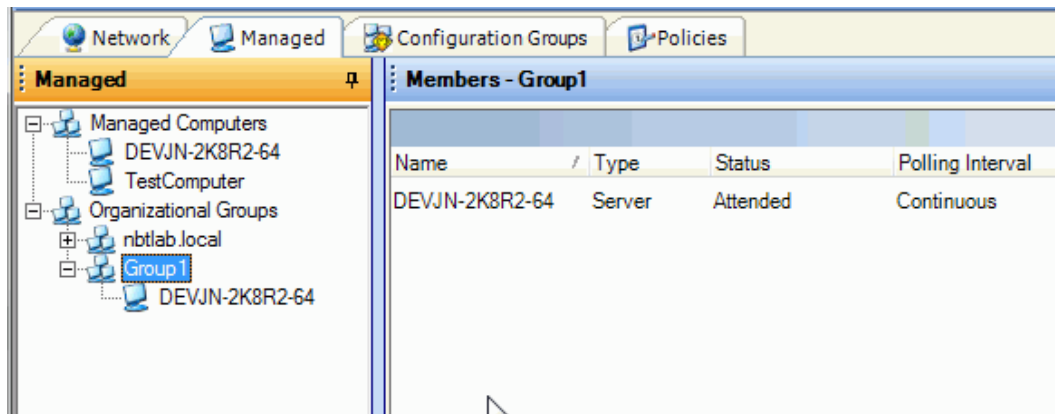 Network Managed Configuration Groups Policies
Managed
Managed Computers
DEVJN-2K8R2-64
TestComputer
Organizational Groups
nbtlab.local
Group1
DEVJN-2K8R2-64
Members - Group1
Name / Type Status Polling Interval
DEVJN-2K8R2-64 Server Attended Continuous